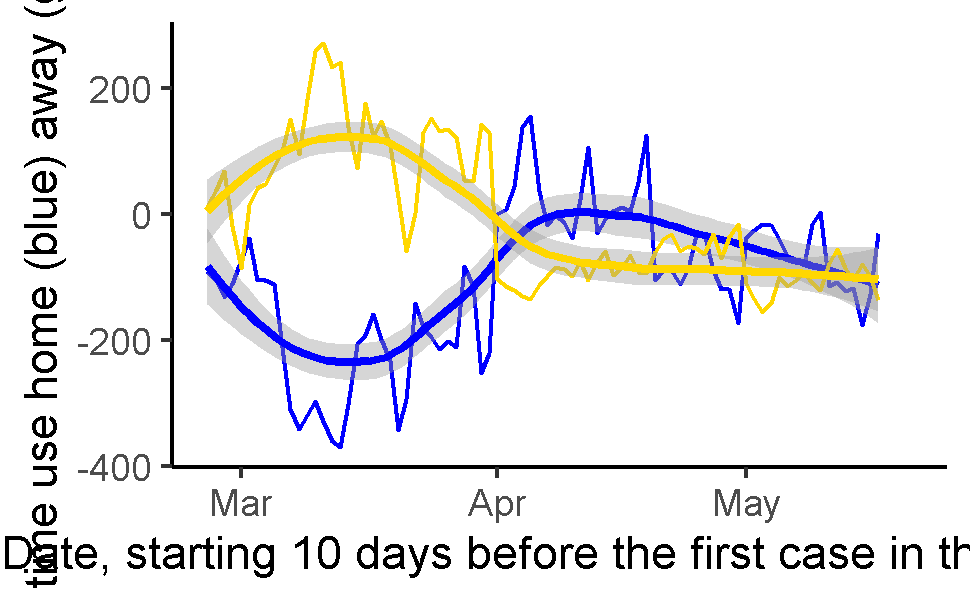 time use home (blue) away (
200
0
-200
-400
Mar Apr May
Date, starting 10 days before the first case in th